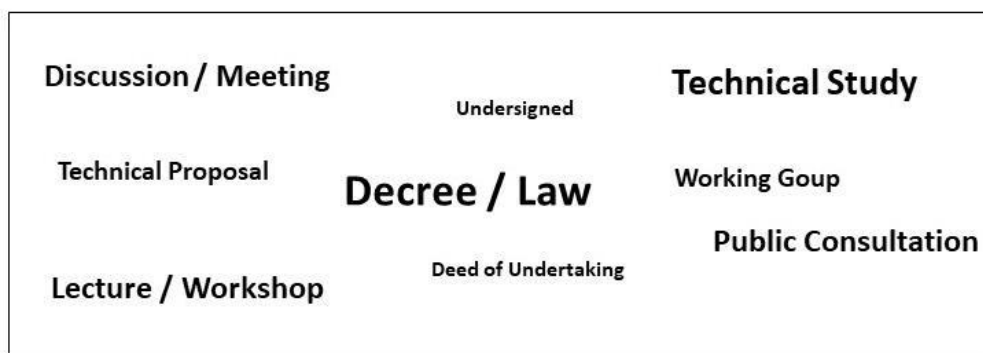 Discussion / Meeting
Technical Study
Undersigned
Technical Proposal
Decree / Law
Working Goup
Public Consultation
Deed of Undertaking
Lecture / Workshop